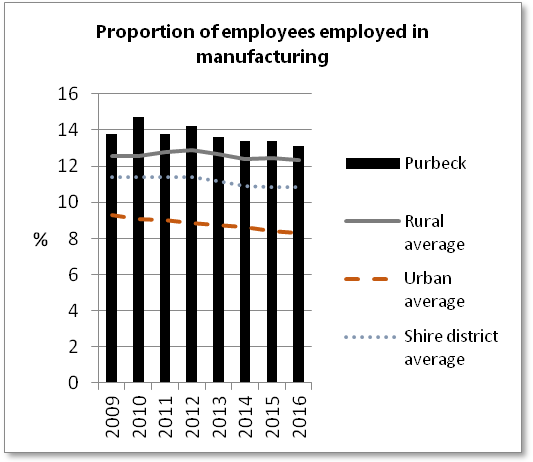 Proportion of employees employed in
manufacturing
16
14
12
10
8
6
4
2
0
%
2009
2010
2011
2012
2013
2014
2015
2016
Purbeck
Rural
average
Urban
average
Shire district
average